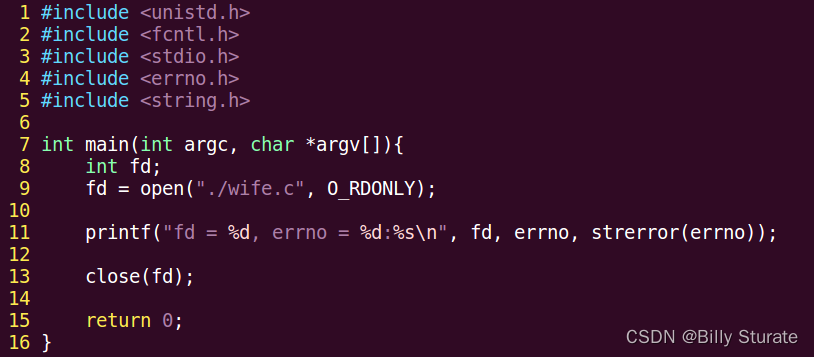 1 #include <unistd.h>
2 #include <fcntl.h>
3 #include <stdio.h>
4 #include <errno.h>
5 #include <string.h>
6
7 int main(int argc, char *argv[]){
8     int fd;
9     fd = open("./wife.c", O_RDONLY);
10
11     printf("fd = %d, errno = %d:%s\n", fd, errno, strerror(errno));
12
13     close(fd);
14
15     return 0;
16 }
CSDN @Billy Sturate